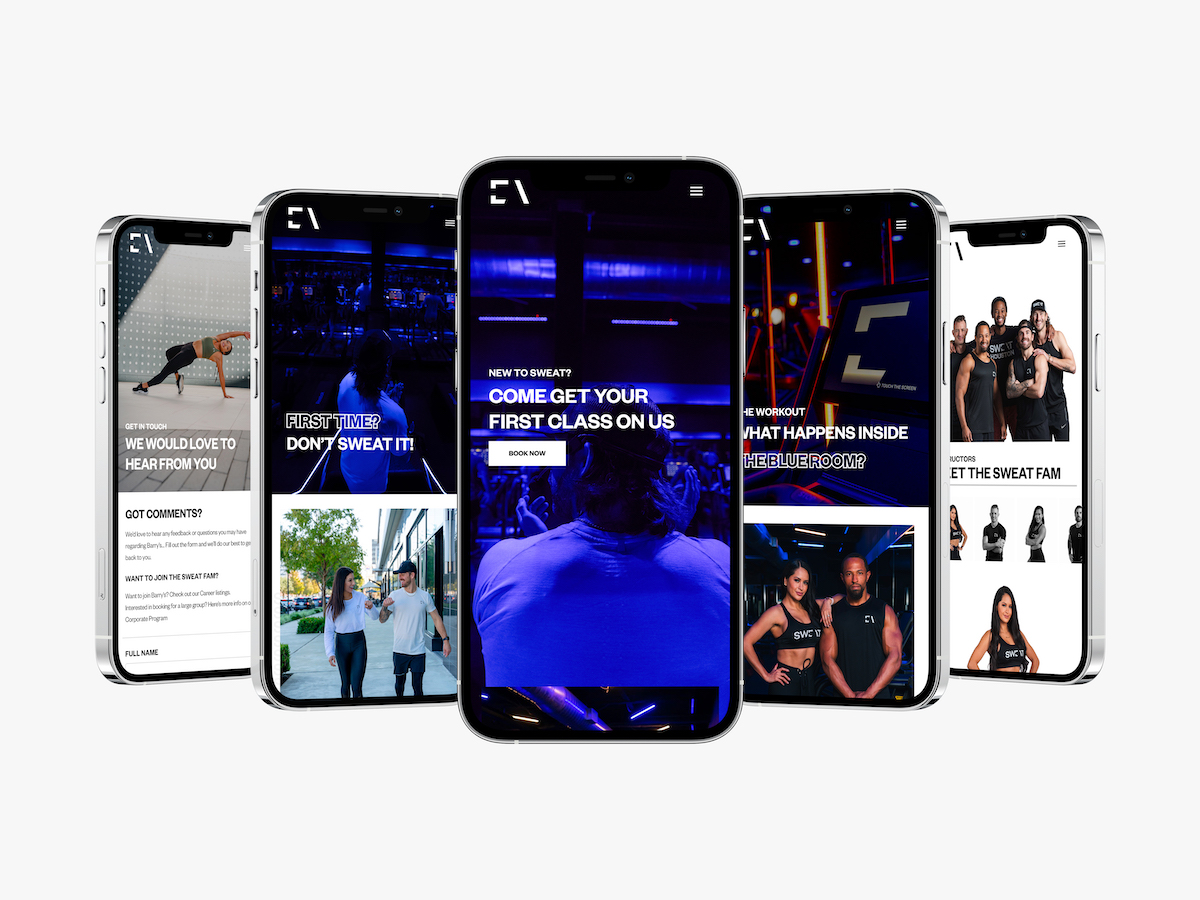 GET IN TOUCH
WE WOULD LOVE TO
HEAR FROM YOU
GOT COMMENTS?
We'd love to hear any feedback or questions you may have
regarding Barry's... Fill out the form and we'll do our best to get
back to you.
WANT TO JOIN THE SWEAT FAM?
Want to join Barry's? Check out our Career listings.
Interested in booking for a large group? Here's more info on o
Corporate Program
FULL NAME
FIRST TIME?
DON'T SWEAT IT!
NEW TO SWEAT?
COME GET YOUR
FIRST CLASS ON US
BOOK NOW
TOUCH THE SCREEN
HE WORKOUT
WHAT HAPPENS INSIDE
THE BLUE ROOM?
SWE
SWEAT
HOUSTON
RUCTORS
EET THE SWEAT FAM